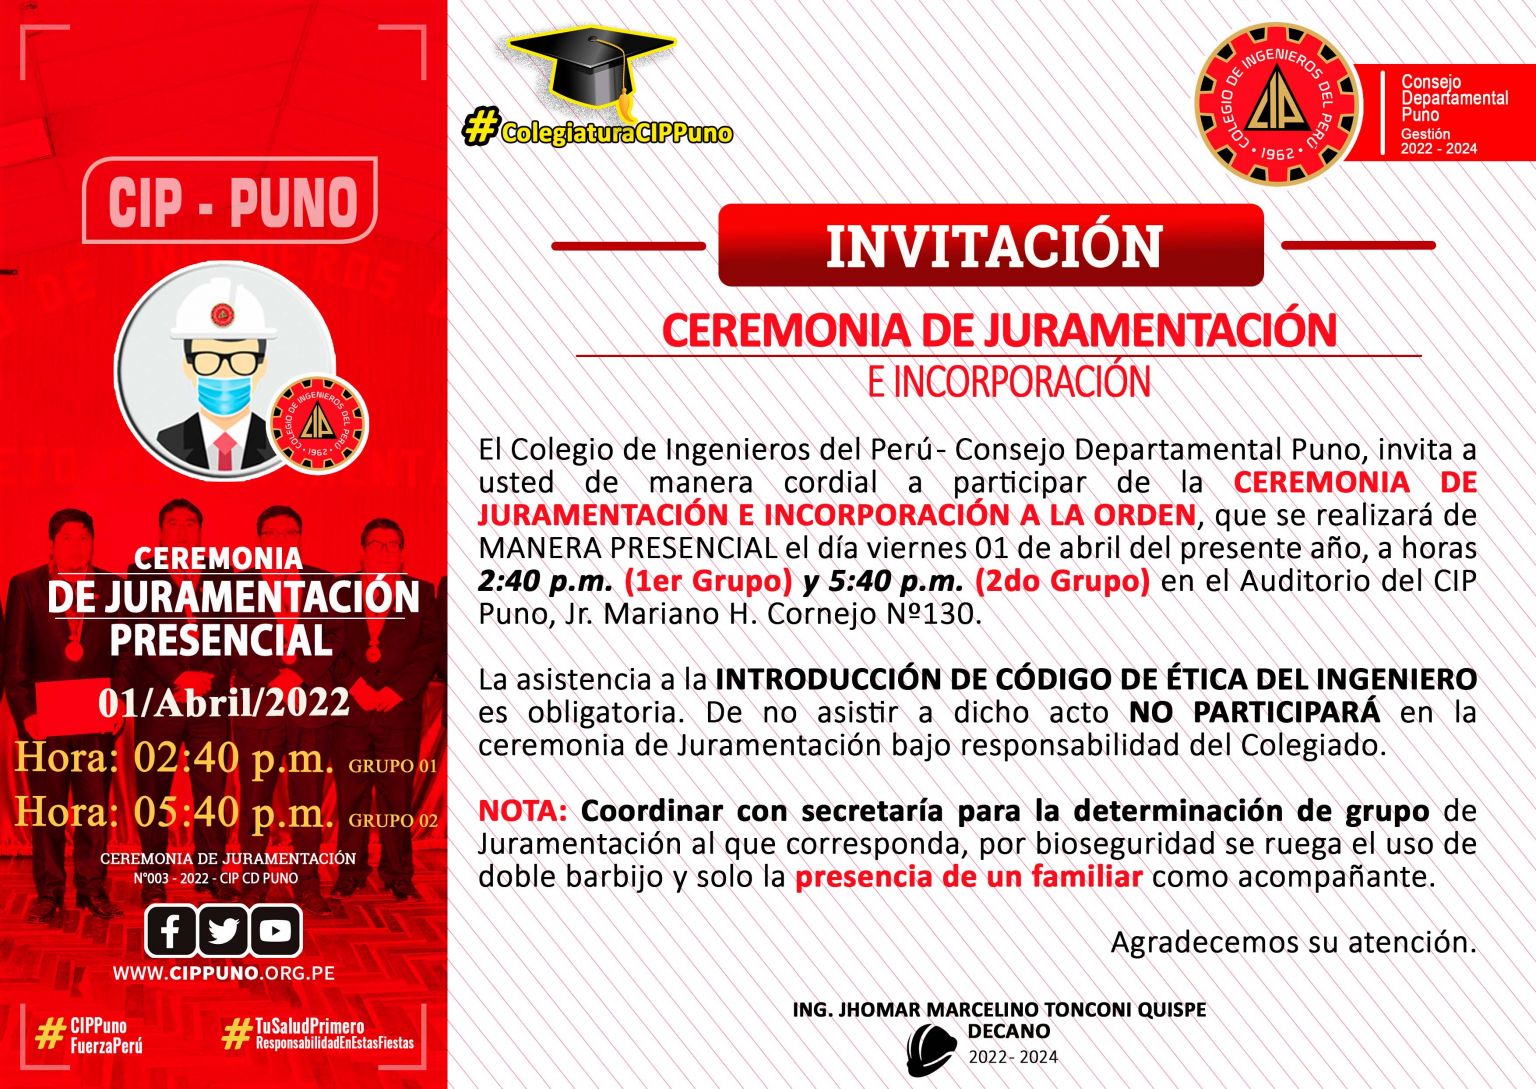 CIP - PUNO
COLEGIO DE INGENIEROS DEL PERÚ
CIP
• 1962 •
CEREMONIA
DE JURAMENTACIÓN
PRESENCIAL
01/Abril/2022
Hora: 02:40 p.m. GRUPO 01
Hora: 05:40 p.m. GRUPO 02
CEREMONIA DE JURAMENTACIÓN
N°003 - 2022 - CIP CD PUNO
WWW.CIPPUNO.ORG.PE
# CIPPuno
FuerzaPerú
# TuSaludPrimero
ResponsabilidadEnEstasFiestas
#ColegiaturaCIPPuno
COLEGIO DE INGENIEROS DEL PERÚ
CIP
• 1962 •
Consejo
Departamental
Puno
Gestión
2022 - 2024
INVITACIÓN
CEREMONIA DE JURAMENTACIÓN
E INCORPORACIÓN
El Colegio de Ingenieros del Perú- Consejo Departamental Puno, invita a
usted de manera cordial a participar de la CEREMONIA DE
JURAMENTACIÓN E INCORPORACIÓN A LA ORDEN, que se realizará de
MANERA PRESENCIAL el día viernes 01 de abril del presente año, a horas
2:40 p.m. (1er Grupo) y 5:40 p.m. (2do Grupo) en el Auditorio del CIP
Puno, Jr. Mariano H. Cornejo Nº130.
La asistencia a la INTRODUCCIÓN DE CÓDIGO DE ÉTICA DEL INGENIERO
es obligatoria. De no asistir a dicho acto NO PARTICIPARÁ en la
ceremonia de Juramentación bajo responsabilidad del Colegiado.
NOTA: Coordinar con secretaría para la determinación de grupo de
Juramentación al que corresponda, por bioseguridad se ruega el uso de
doble barbijo y solo la presencia de un familiar como acompañante.
Agradecemos su atención.
ING. JHOMAR MARCELINO TONCONI QUISPE
DECANO
2022- 2024